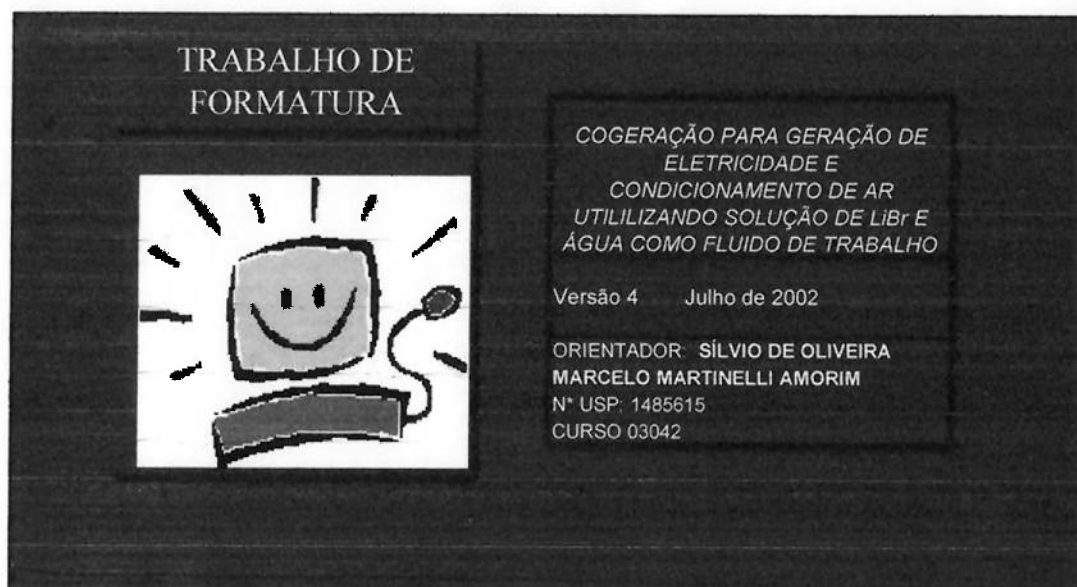 TRABALHO DE
FORMATURA
COGERAÇÃO PARA GERAÇÃO DE
ELETRICIDADE E
CONDICIONAMENTO DE AR
UTILILIZANDO SOLUÇÃO DE LiBr E
ÁGUA COMO FLUIDO DE TRABALHO
Versão 4 Julho de 2002
ORIENTADOR: SÍLVIO DE OLIVEIRA
MARCELO MARTINELLI AMORIM
N* USP: 1485615
CURSO 03042